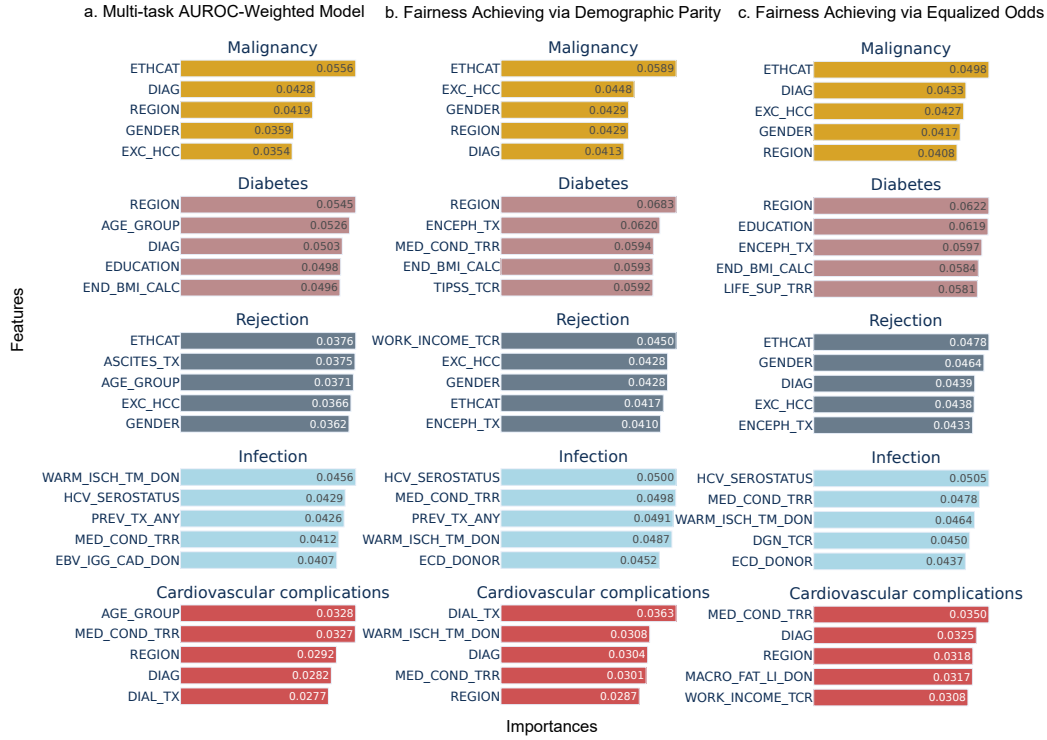 a. Multi-task AUROC-Weighted Model
b. Fairness Achieving via Demographic Parity
c. Fairness Achieving via Equalized Odds
Features
Malignancy
ETHCAT 0.0556
DIAG 0.0428
REGION 0.0419
GENDER 0.0359
EXC_HCC 0.0354
Diabetes
REGION 0.0545
AGE_GROUP 0.0526
DIAG 0.0503
EDUCATION 0.0498
END_BMI_CALC 0.0496
Rejection
ETHCAT 0.0376
ASCITES_TX 0.0375
AGE_GROUP 0.0371
EXC_HCC 0.0366
GENDER 0.0362
Infection
WARM_ISCH_TM_DON 0.0456
HCV_SEROSTATUS 0.0429
PREV_TX_ANY 0.0426
MED_COND_TRR 0.0412
EBV_IGG_CAD_DON 0.0407
Cardiovascular complications
AGE_GROUP 0.0328
MED_COND_TRR 0.0327
REGION 0.0292
DIAG 0.0282
DIAL_TX 0.0277
Malignancy
ETHCAT 0.0589
EXC_HCC 0.0448
GENDER 0.0429
REGION 0.0429
DIAG 0.0413
Diabetes
REGION 0.0683
ENCEPH_TX 0.0620
MED_COND_TRR 0.0594
END_BMI_CALC 0.0593
TIPSS_TCR 0.0592
Rejection
WORK_INCOME_TCR 0.0450
EXC_HCC 0.0428
GENDER 0.0428
ETHCAT 0.0417
ENCEPH_TX 0.0410
Infection
HCV_SEROSTATUS 0.0500
MED_COND_TRR 0.0498
PREV_TX_ANY 0.0491
WARM_ISCH_TM_DON 0.0487
ECD_DONOR 0.0452
Cardiovascular complications
DIAL_TX 0.0363
WARM_ISCH_TM_DON 0.0308
DIAG 0.0304
MED_COND_TRR 0.0301
REGION 0.0287
Malignancy
ETHCAT 0.0498
DIAG 0.0433
EXC_HCC 0.0427
GENDER 0.0417
REGION 0.0408
Diabetes
REGION 0.0622
EDUCATION 0.0619
ENCEPH_TX 0.0597
END_BMI_CALC 0.0584
LIFE_SUP_TRR 0.0581
Rejection
ETHCAT 0.0478
GENDER 0.0464
DIAG 0.0439
EXC_HCC 0.0438
ENCEPH_TX 0.0433
Infection
HCV_SEROSTATUS 0.0505
MED_COND_TRR 0.0478
WARM_ISCH_TM_DON 0.0464
DGN_TCR 0.0450
ECD_DONOR 0.0437
Cardiovascular complications
MED_COND_TRR 0.0350
DIAG 0.0325
REGION 0.0318
MACRO_FAT_LI_DON 0.0317
WORK_INCOME_TCR 0.0308
Importances